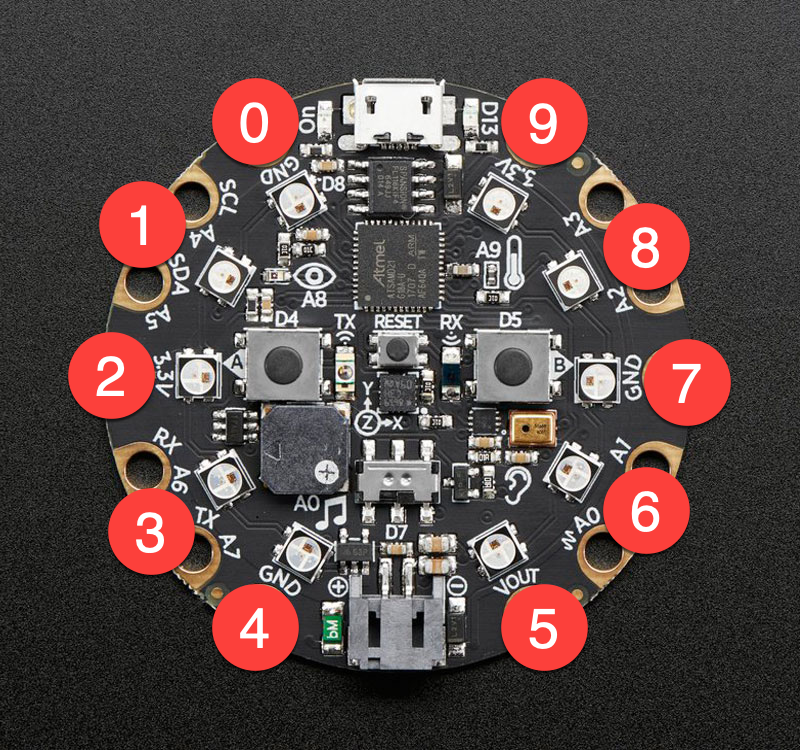 0
9
On
D13
GND
D8
3.3V
1
SCL
A4
SDA
A5
A3
8
A2
Atmel
ARM
A8
A9
D4
TX
RESET
RX
D5
2
3.3V
A
B
GND
7
Y
Z
X
RX
A6
TX
A7
3
A0
A1
6
A0
D7
GND
+
-
VOUT
4
5